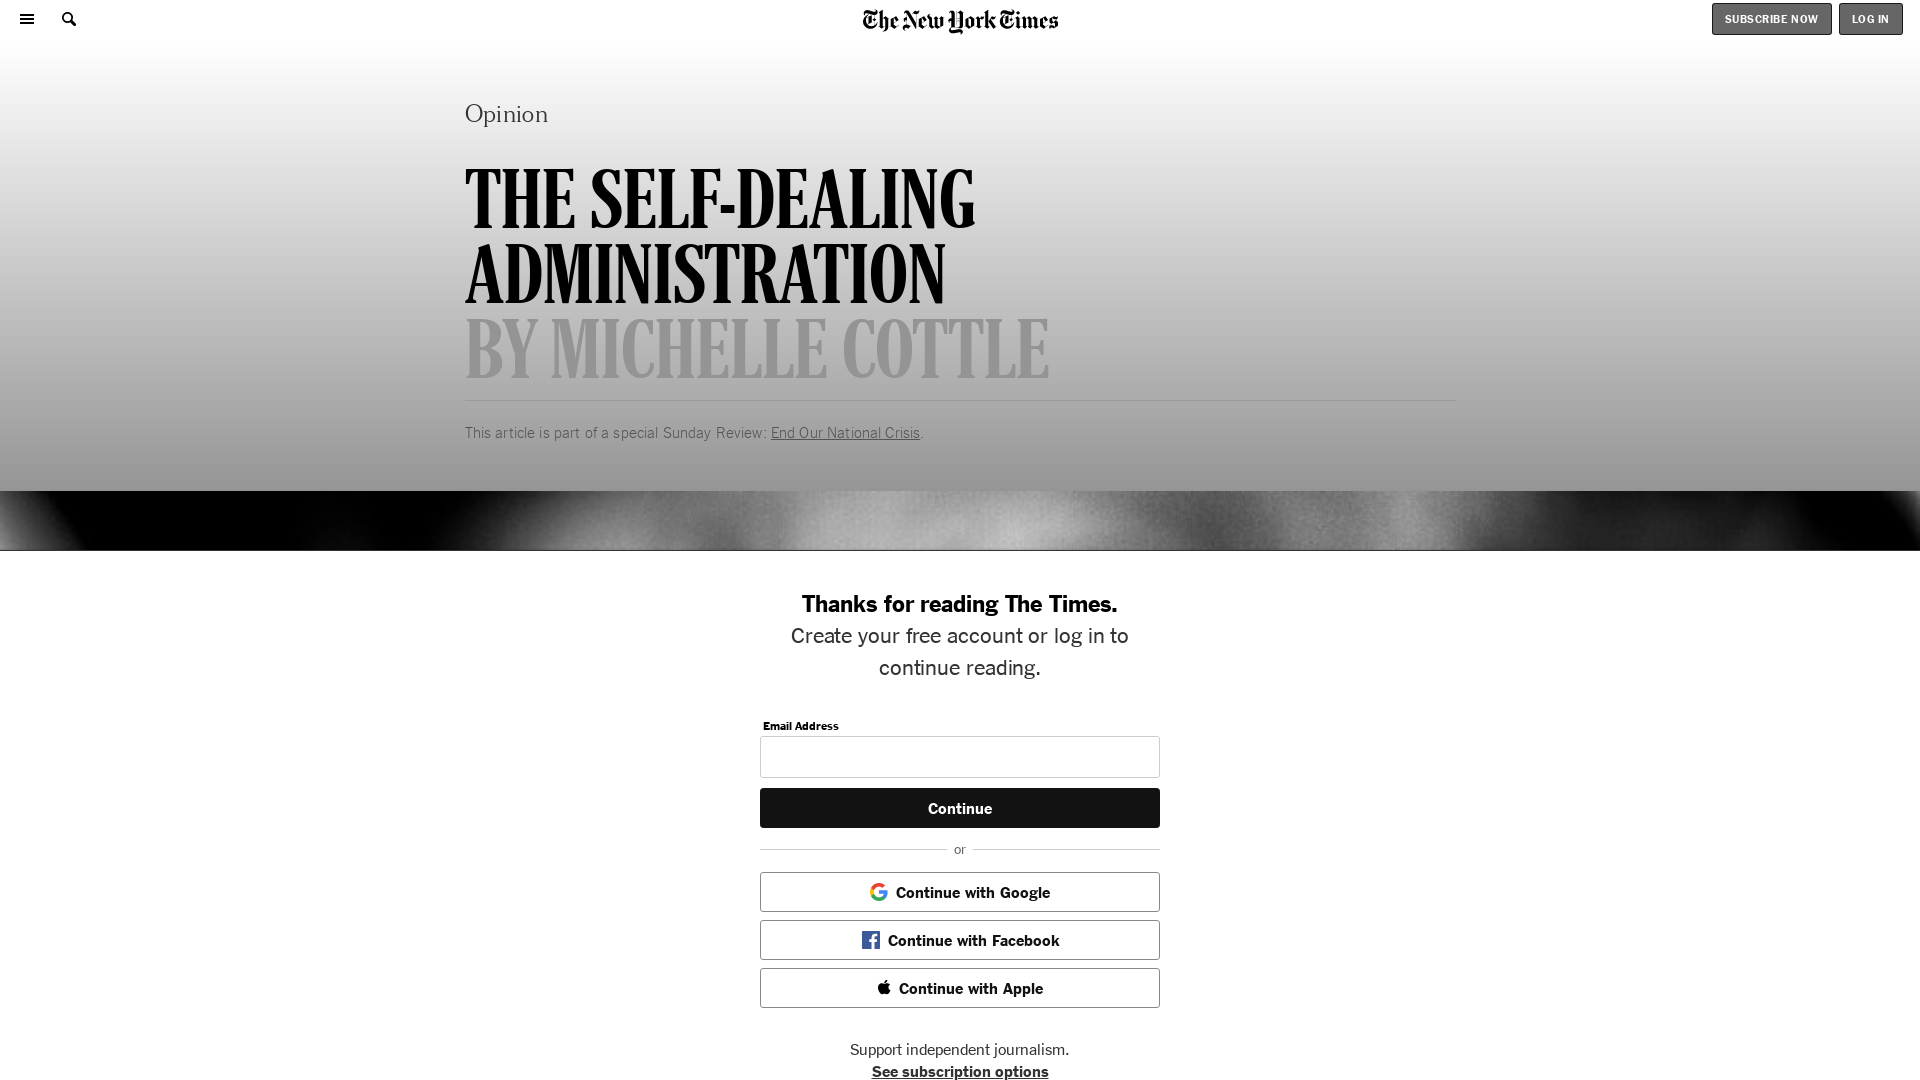 The New York Times
SUBSCRIBE NOW
LOG IN
Opinion
THE SELF-DEALING
ADMINISTRATION
BY MICHELLE COTTLE
This article is part of a special Sunday Review: End Our National Crisis.
Thanks for reading The Times.
Create your free account or log in to
continue reading.
Email Address
Continue
or
Continue with Google
Continue with Facebook
Continue with Apple
Support independent journalism.
See subscription options